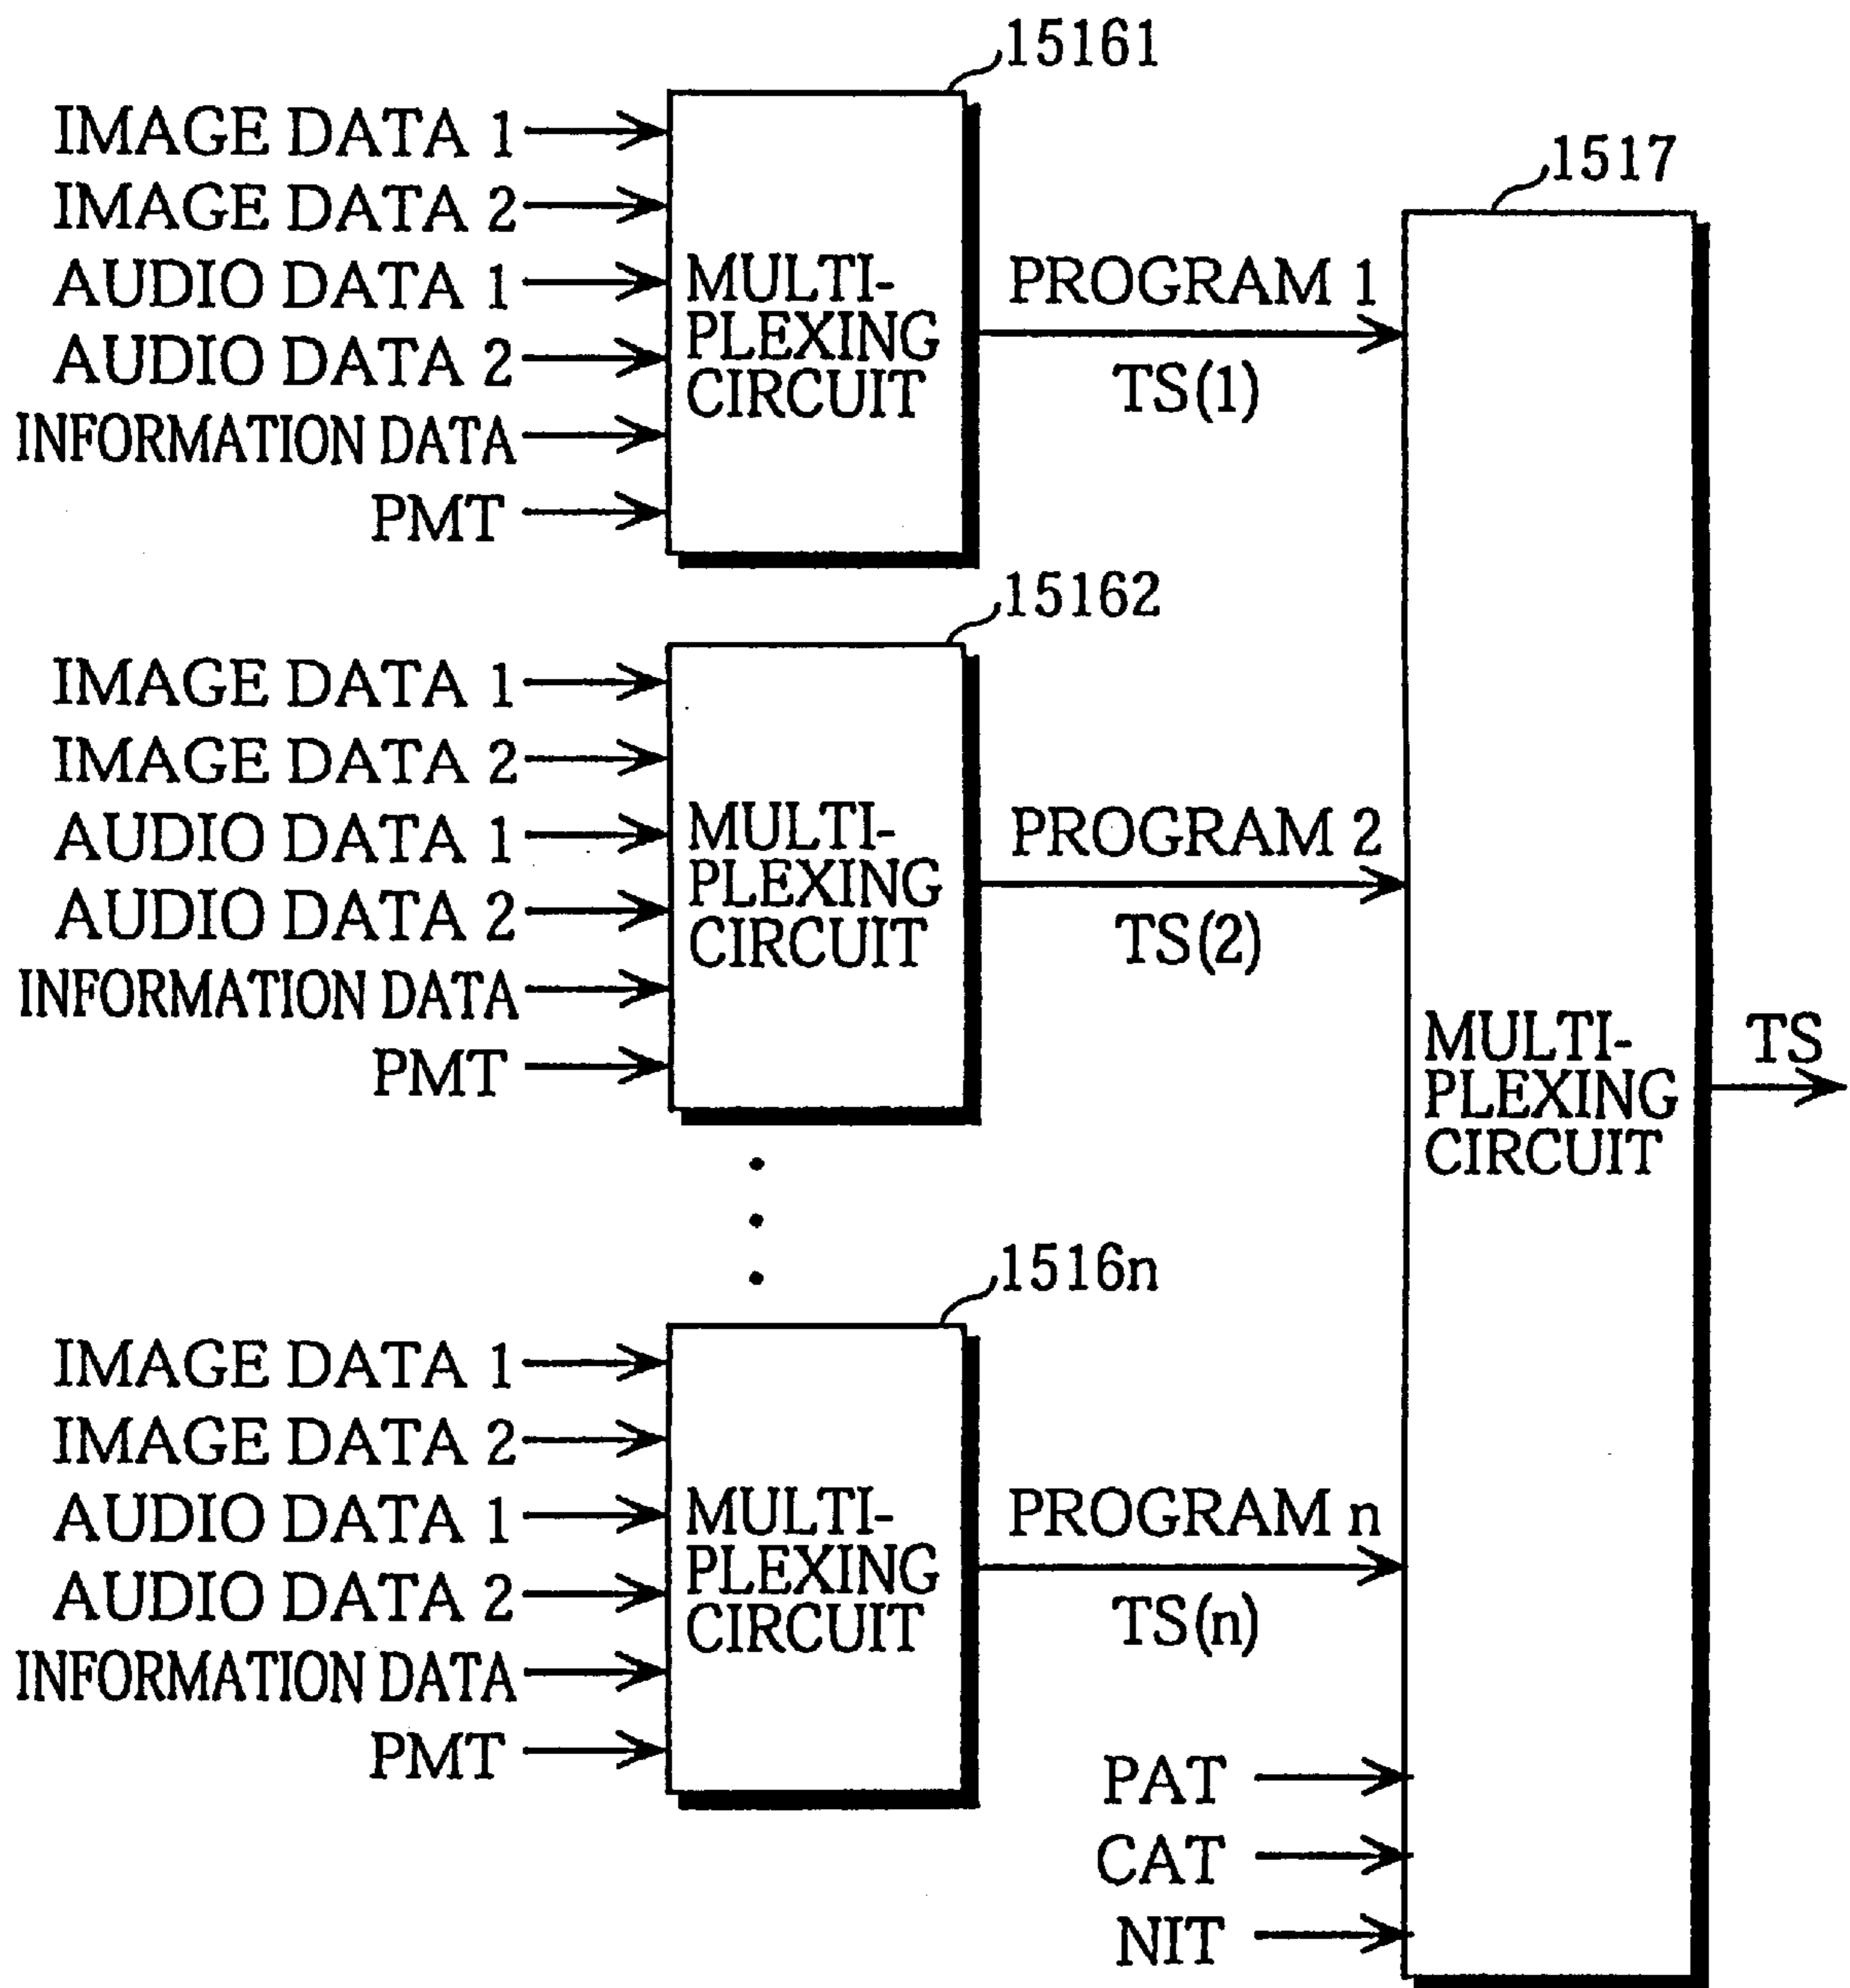 15161
IMAGE DATA 1
IMAGE DATA 2
AUDIO DATA 1
AUDIO DATA 2
INFORMATION DATA
PMT
MULTI-
PLEXING
CIRCUIT
PROGRAM 1
TS(1)
15162
IMAGE DATA 1
IMAGE DATA 2
AUDIO DATA 1
AUDIO DATA 2
INFORMATION DATA
PMT
MULTI-
PLEXING
CIRCUIT
PROGRAM 2
TS(2)
1516n
IMAGE DATA 1
IMAGE DATA 2
AUDIO DATA 1
AUDIO DATA 2
INFORMATION DATA
PMT
MULTI-
PLEXING
CIRCUIT
PROGRAM n
TS(n)
PAT
CAT
NIT
1517
MULTI-
PLEXING
CIRCUIT
TS